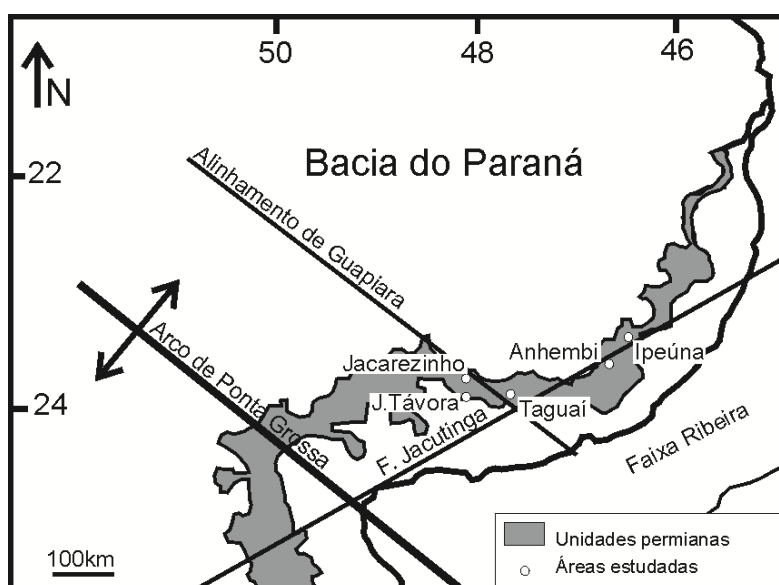 50
48
46
N
22
Alinhamento de Guapiara
Bacia do Paraná
Arco de Ponta Grossa
Jacarezinho
Anhembi
Ipeúna
24
J.Távora
Taguaí
F. Jacutinga
Faixa Ribeira
100km
Unidades permianas
Áreas estudadas